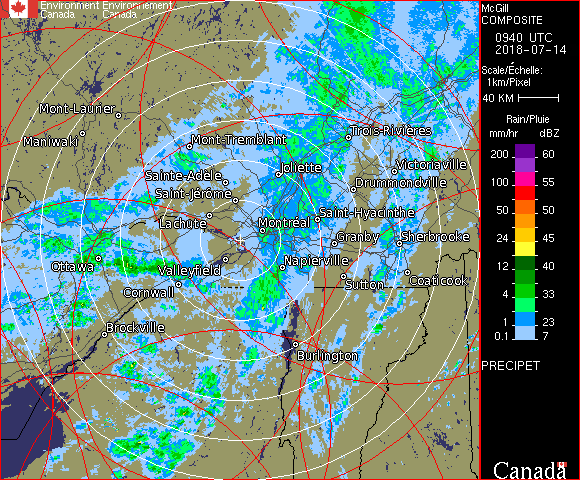 Environment Environnement
Canada Canada
McGill
COMPOSITE
0940 UTC
2018-07-14
Scale/Échelle:
1km/Pixel
40 KM
Rain/Pluie
mm/hr dBZ
200 60
100 55
50 50
24 45
12 40
4 33
1 23
0.1 7
PRECIPET
Canada
Mont-Laurier
Maniwaki
Mont-Tremblant
Trois-Rivières
Sainte-Adèle
Joliette
Victoriaville
Saint-Jérôme
Drummondville
Lachute
Montréal
Saint-Hyacinthe
Granby
Sherbrooke
Ottawa
Valleyfield
Napierville
Cornwall
Sutton
Coaticook
Brockville
Burlington